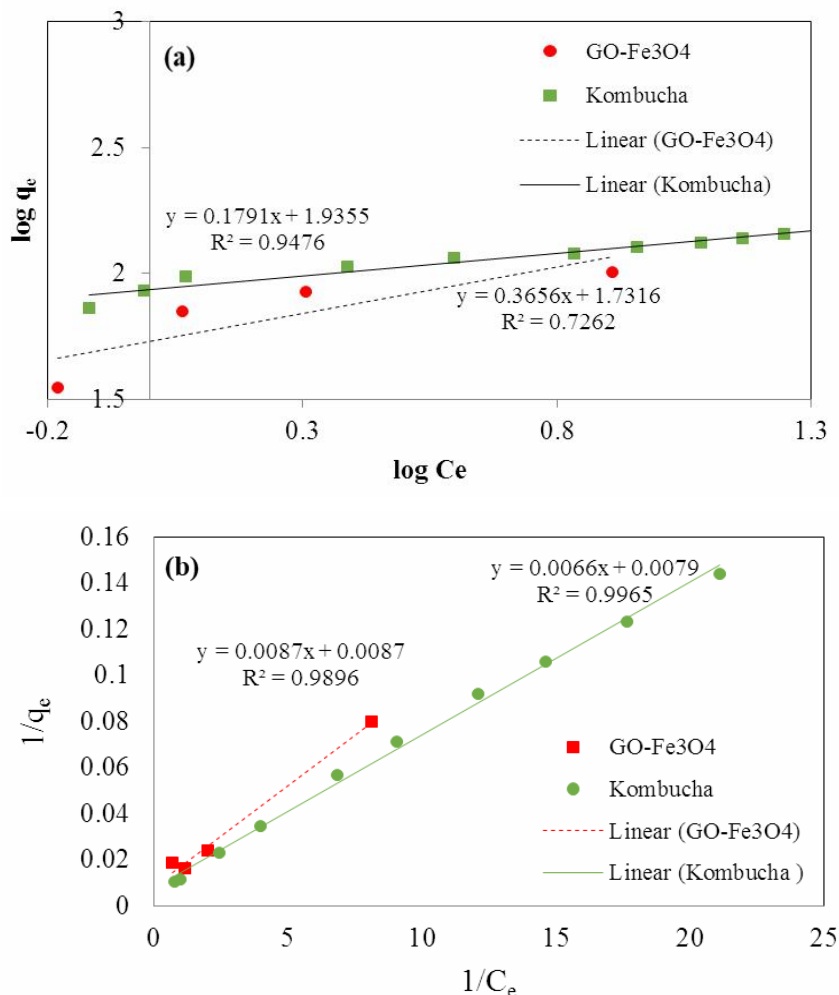 3
(a)
GO-Fe3O4
Kombucha
2.5
Linear (GO-Fe3O4)
Linear (Kombucha)
log qe
y = 0.1791x + 1.9355
R² = 0.9476
2
y = 0.3656x + 1.7316
R² = 0.7262
1.5
-0.2
0.3
0.8
1.3
log Ce
0.16
(b)
y = 0.0066x + 0.0079
R² = 0.9965
0.14
0.12
y = 0.0087x + 0.0087
R² = 0.9896
0.1
1/qe
0.08
GO-Fe3O4
0.06
Kombucha
0.04
Linear (GO-Fe3O4)
0.02
Linear (Kombucha )
0
0
5
10
15
20
25
1/Ce